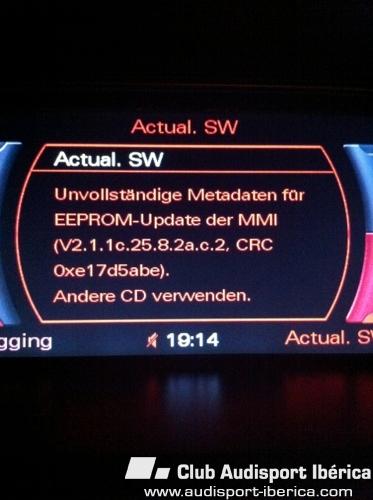 Actual. SW
Actual. SW
Unvollständige Metadaten für
EEPROM-Update der MMI
(V2.1.1c.25.8.2a.c.2, CRC
0xe17d5abe).
Andere CD verwenden.
gging 19:14 Actual. S
Club Audisport Ibérica
www.audisport-iberica.com